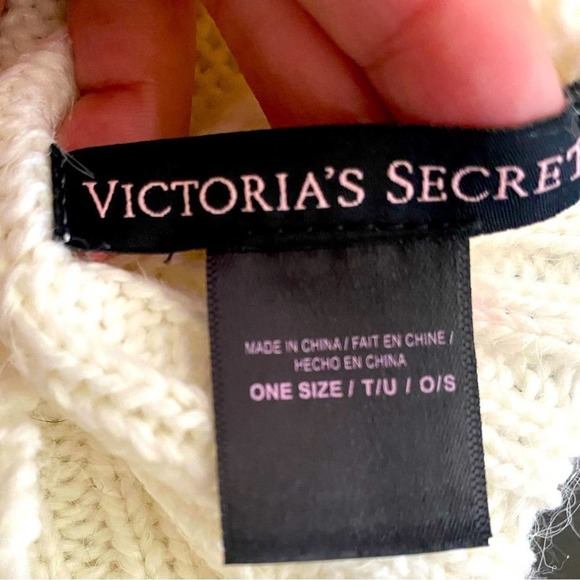 VICTORIA'S SECRET
MADE IN CHINA / FAIT EN CHINE /
HECHO EN CHINA
ONE SIZE / T/U / O/S